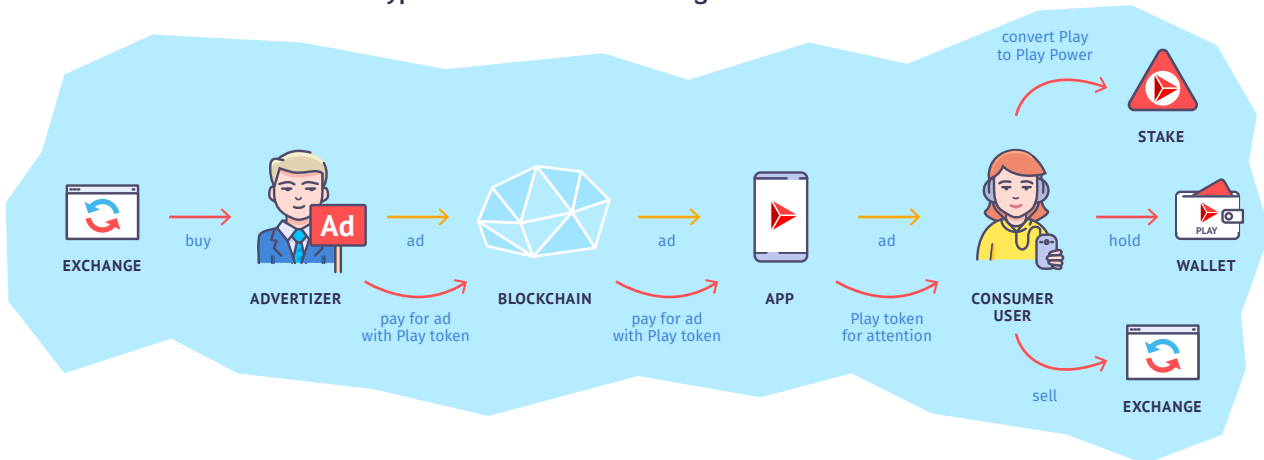 convert Play
to Play Power
STAKE
Ad
buy
ad
ad
ad
hold
PLAY
EXCHANGE
WALLET
ADVERTIZER
BLOCKCHAIN
APP
CONSUMER
USER
pay for ad
with Play token
pay for ad
with Play token
Play token
for attention
sell
EXCHANGE